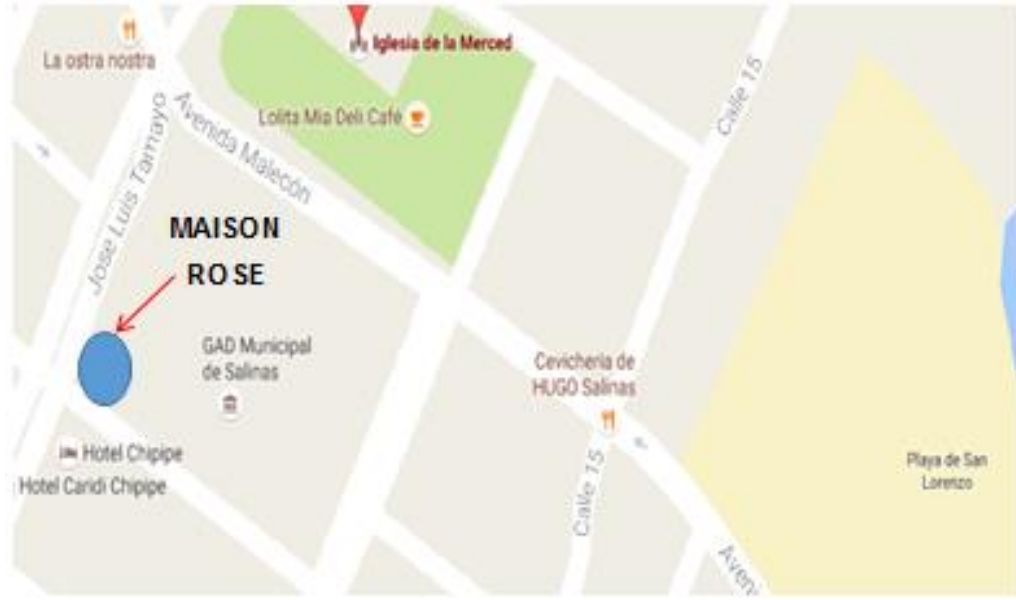 La ostra nostra
Iglesia de la Merced
Lolita Mia Deli Café
Calle 15
Avenida Malecón
Jose Luis Tamayo
MAISON
ROSE
GAD Municipal
de Salinas
Cevicheria de
HUGO Salinas
Hotel Chipipe
Hotel Caridi Chipipe
Calle 15
Playa de San
Lorenzo
Aveni